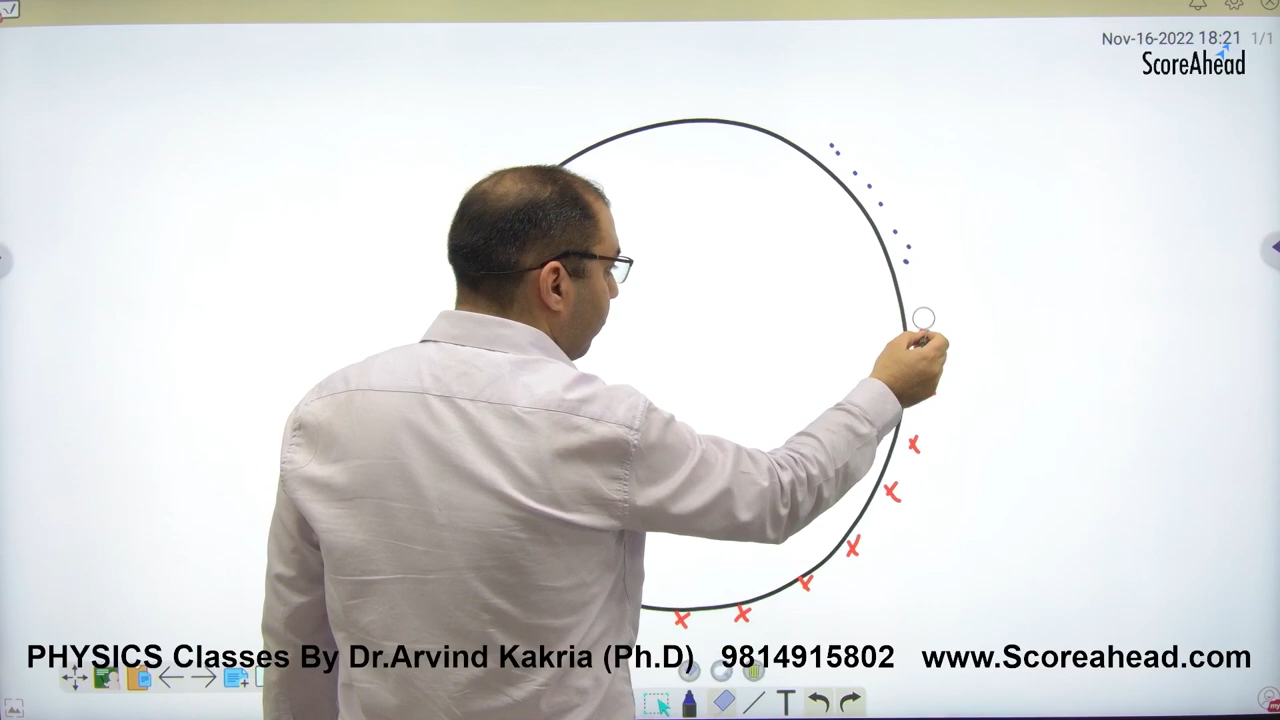 Nov-16-2022 18:21 1/1
ScoreAhead
PHYSICS Classes By Dr.Arvind Kakria (Ph.D) 9814915802 www.Scoreahead.com
T